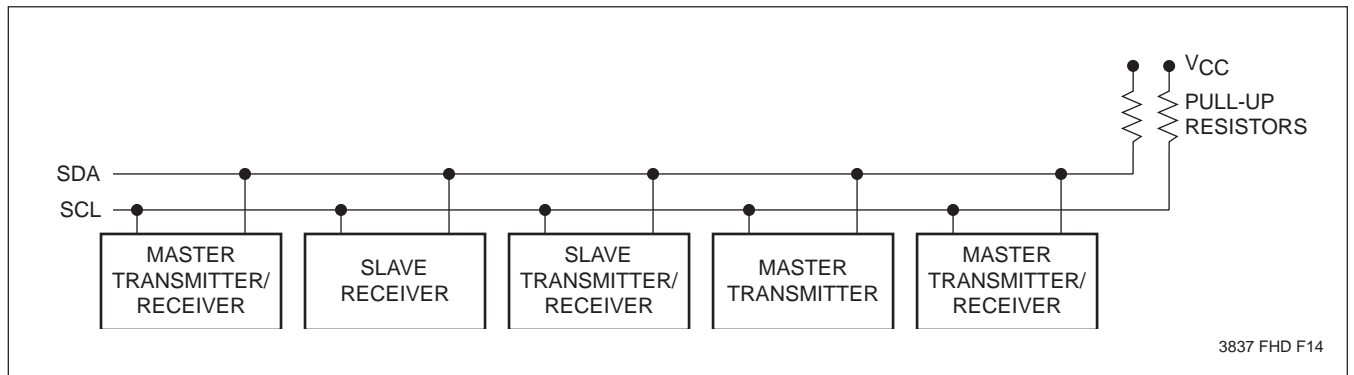 VCC
PULL-UP
RESISTORS
SDA
SCL
MASTER
TRANSMITTER/
RECEIVER
SLAVE
RECEIVER
SLAVE
TRANSMITTER/
RECEIVER
MASTER
TRANSMITTER
MASTER
TRANSMITTER/
RECEIVER
3837 FHD F14